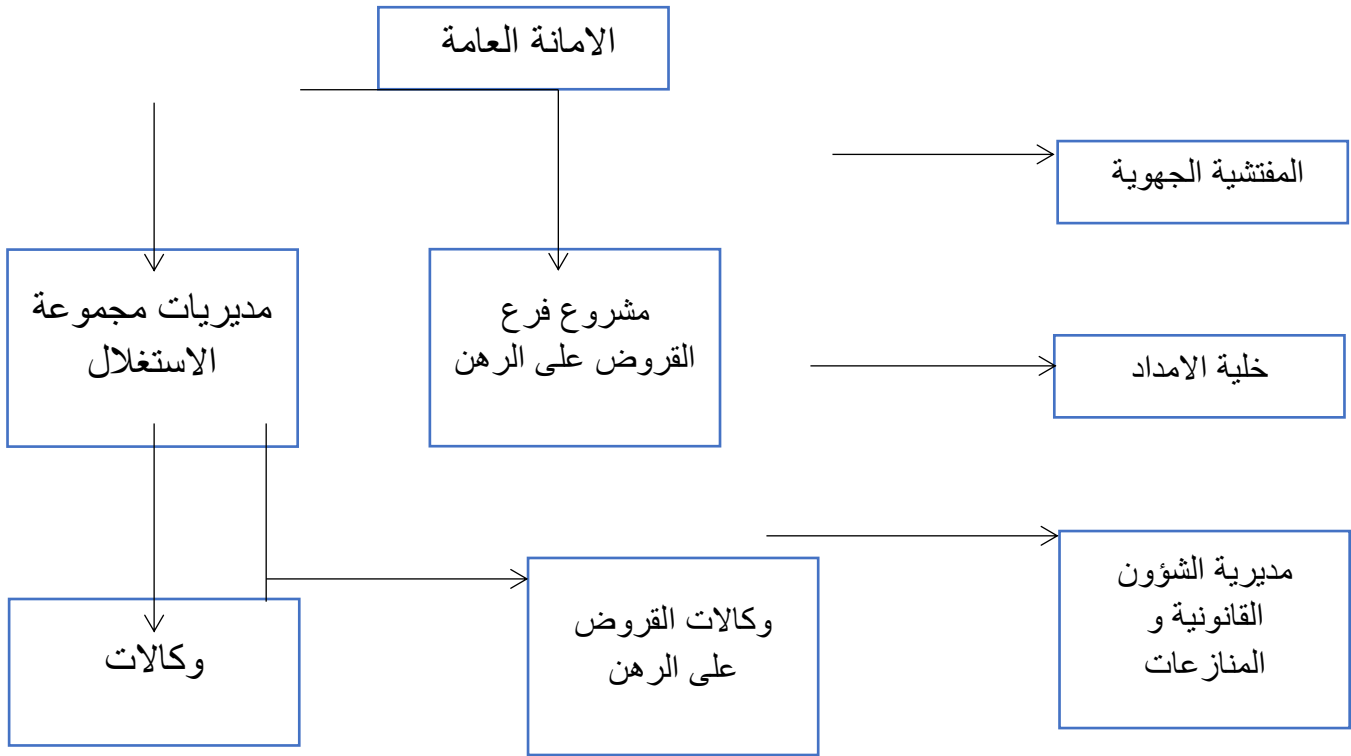 الامانة العامة
المفتشية الجهوية
مديريات مجموعة
الاستغلال
مشروع فرع
القروض على الرهن
خلية الامداد
وكالات
وكالات القروض
على الرهن
مديرية الشؤون
القانونية و
المنازعات